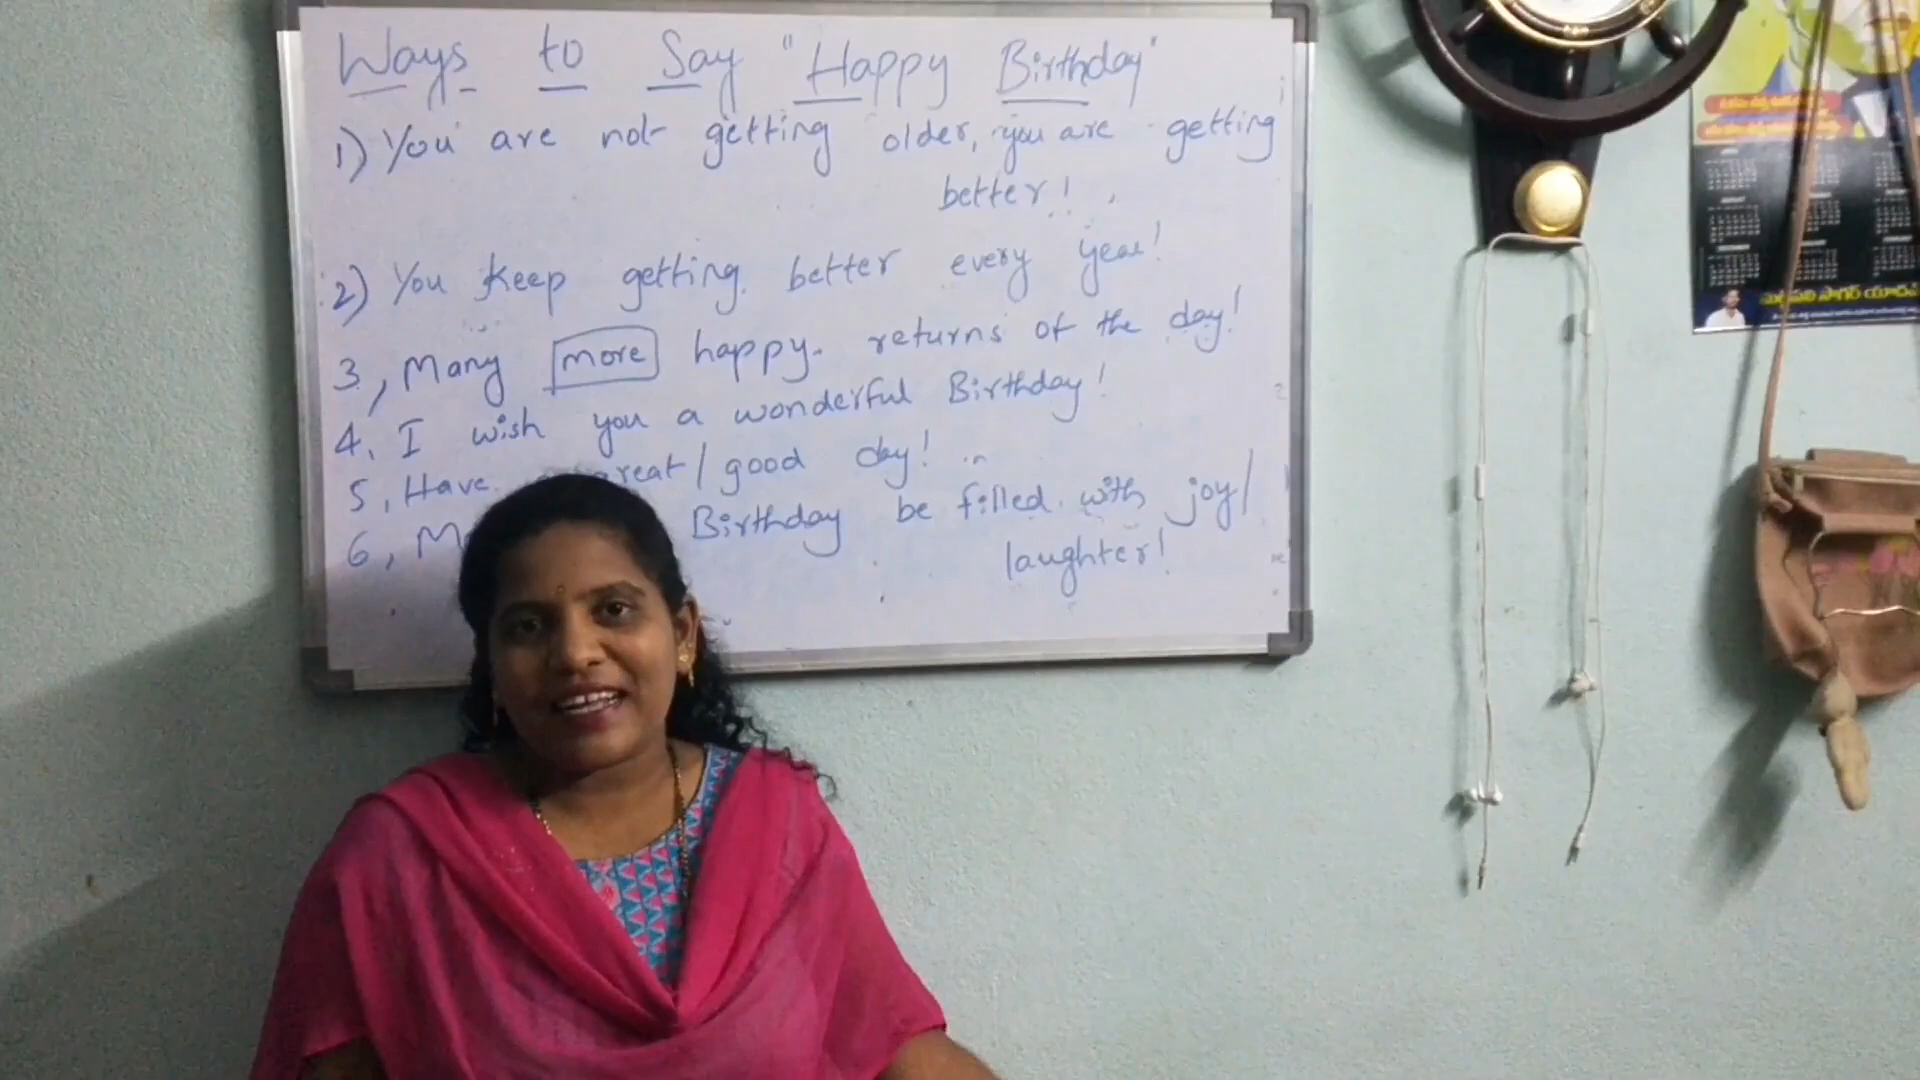 Ways to Say "Happy Birthday"
1) You are not getting older, you are getting
better!
2) You keep getting better every year!
3, Many more happy returns of the day!
4, I wish you a wonderful Birthday!
5, Have great/good day!
6, Birthday be filled with joy/
laughter!